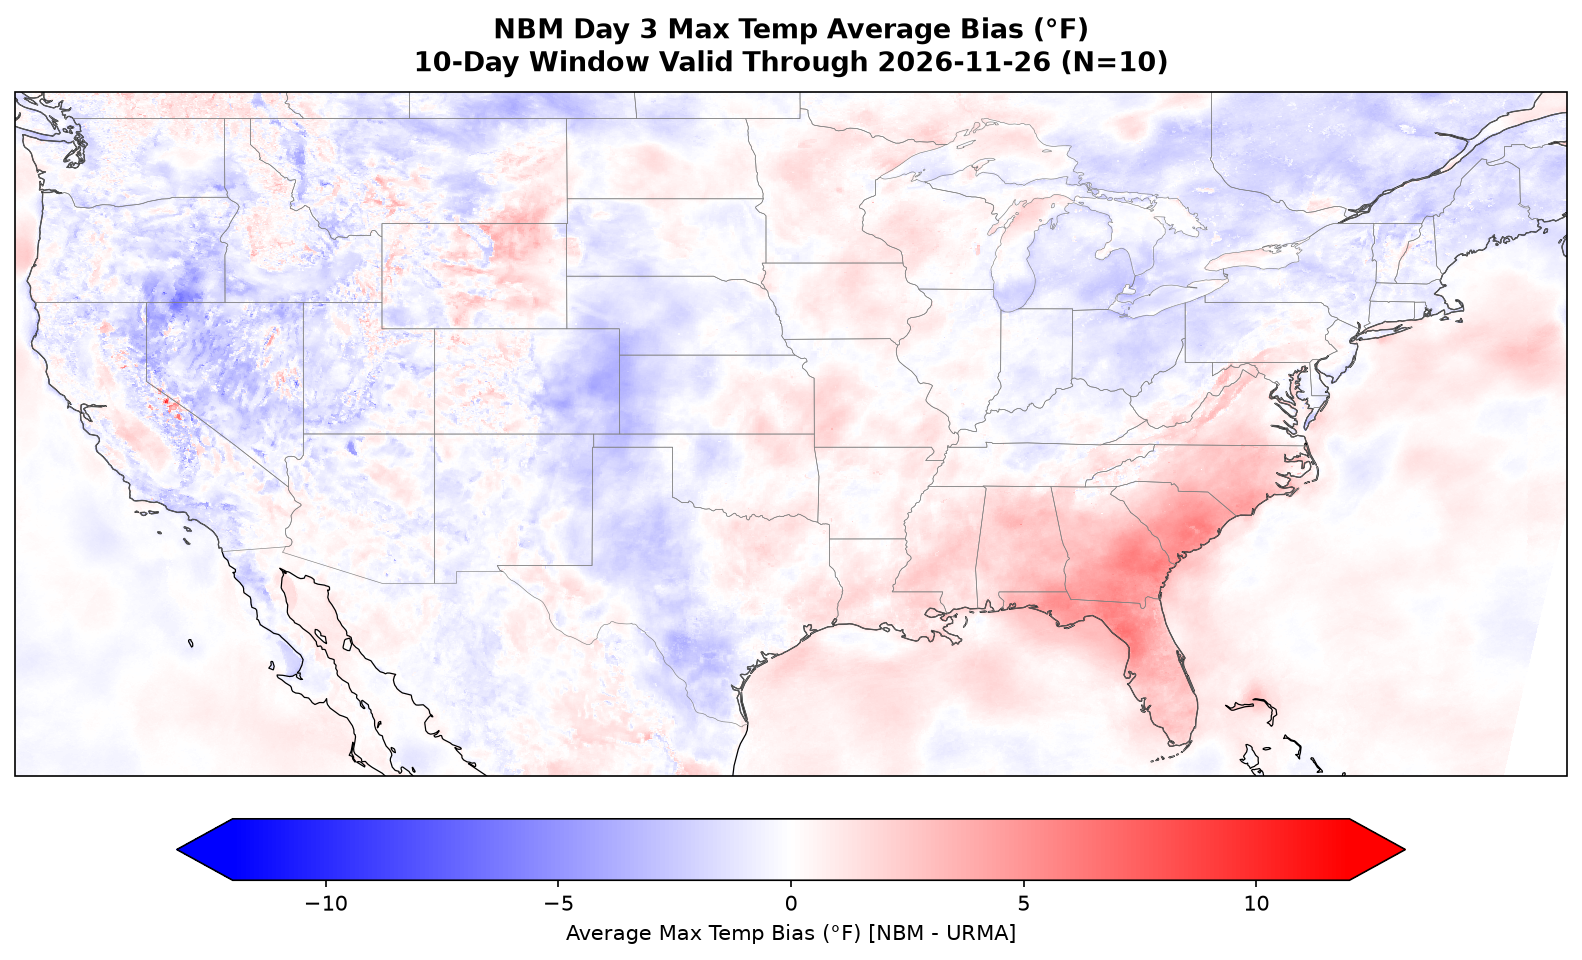 NBM Day 3 Max Temp Average Bias (°F)
10-Day Window Valid Through 2026-11-26 (N=10)
−10 −5 0 5 10
Average Max Temp Bias (°F) [NBM - URMA]